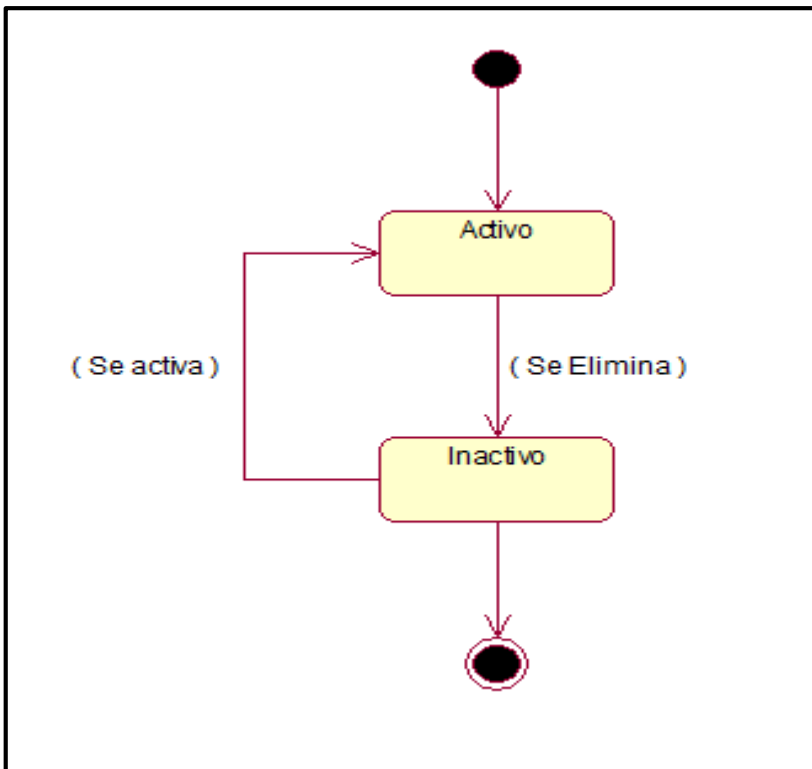 Activo
( Se activa )
( Se Elimina )
Inactivo